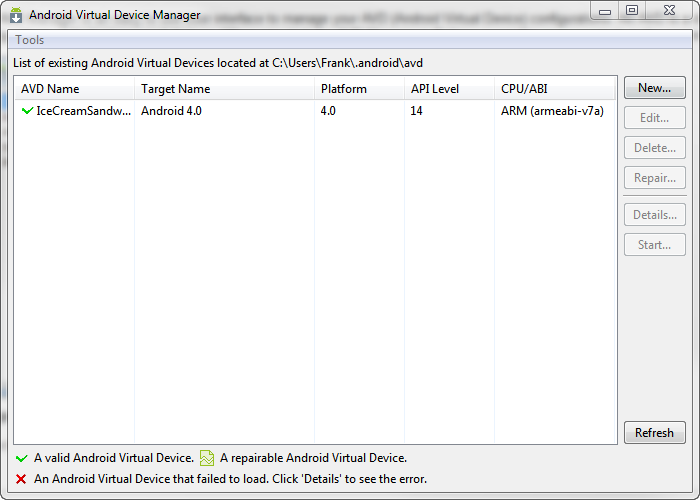 Android Virtual Device Manager
Tools
List of existing Android Virtual Devices located at C:\Users\Frank\.android\avd
AVD Name Target Name Platform API Level CPU/ABI
IceCreamSandw... Android 4.0 4.0 14 ARM (armeabi-v7a)
New...
Edit...
Delete...
Repair...
Details...
Start...
Refresh
A valid Android Virtual Device. A repairable Android Virtual Device.
An Android Virtual Device that failed to load. Click 'Details' to see the error.